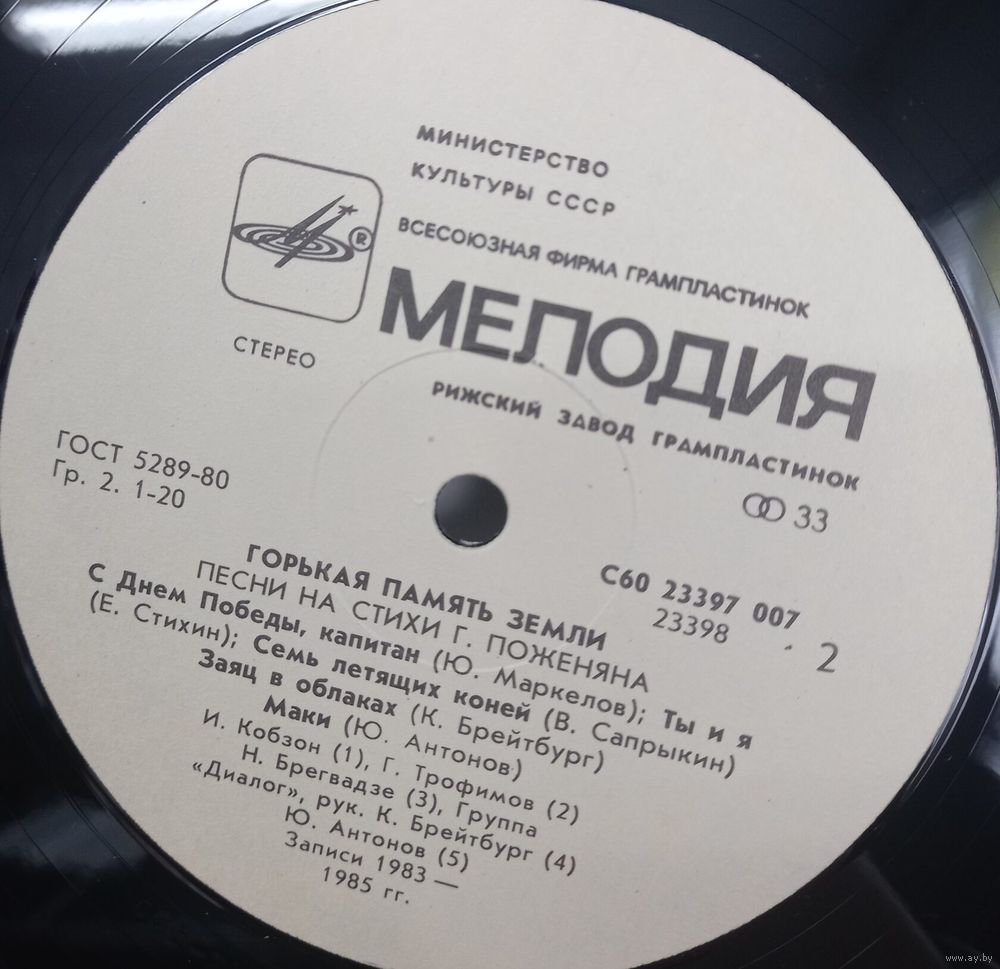 МИНИСТЕРСТВО
КУЛЬТУРЫ СССР
ВСЕСОЮЗНАЯ ФИРМА ГРАМПЛАСТИНОК
МЕЛОДИЯ
®
СТЕРЕО
РИЖСКИЙ ЗАВОД ГРАМПЛАСТИНОК
ГОСТ 5289-80
Гр. 2. 1-20
33
С60 23397 007
23398
2
ГОРЬКАЯ ПАМЯТЬ ЗЕМЛИ
ПЕСНИ НА СТИХИ Г. ПОЖЕНЯНА
С Днем Победы, капитан (Ю. Маркелов); Ты и я
(Е. Стихин); Семь летящих коней (В. Сапрыкин)
Заяц в облаках (К. Брейтбург)
Маки (Ю. Антонов)
И. Кобзон (1), Г. Трофимов (2)
Н. Брегвадзе (3), Группа
«Диалог», рук. К. Брейтбург (4)
Ю. Антонов (5)
Записи 1983 —
1985 гг.
www.ay.by